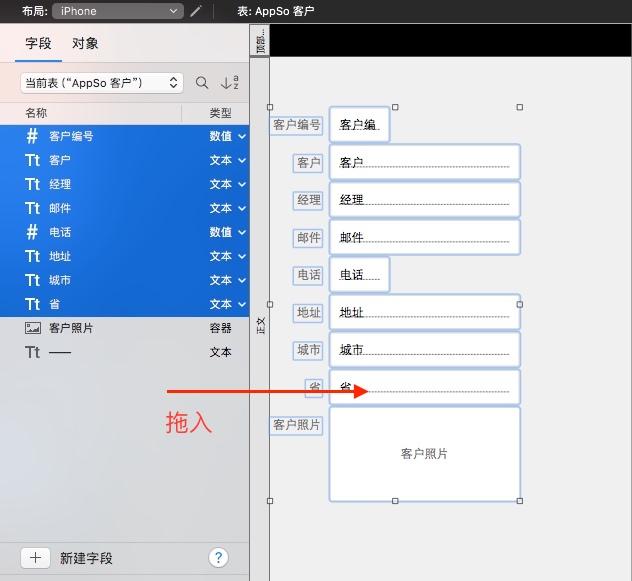 布局: iPhone 表: AppSo 客户
字段 对象
当前表 (“AppSo 客户”)
名称 类型
# 客户编号 数值
Tt 客户 文本
Tt 经理 文本
Tt 邮件 文本
# 电话 数值
Tt 地址 文本
Tt 城市 文本
Tt 省 文本
客户照片 容器
Tt —— 文本
+ 新建字段 ?
正文
客户编号 客户编
客户 客户
经理 经理
邮件 邮件
电话 电话
地址 地址
城市 城市
省 省
客户照片 客户照片
拖入